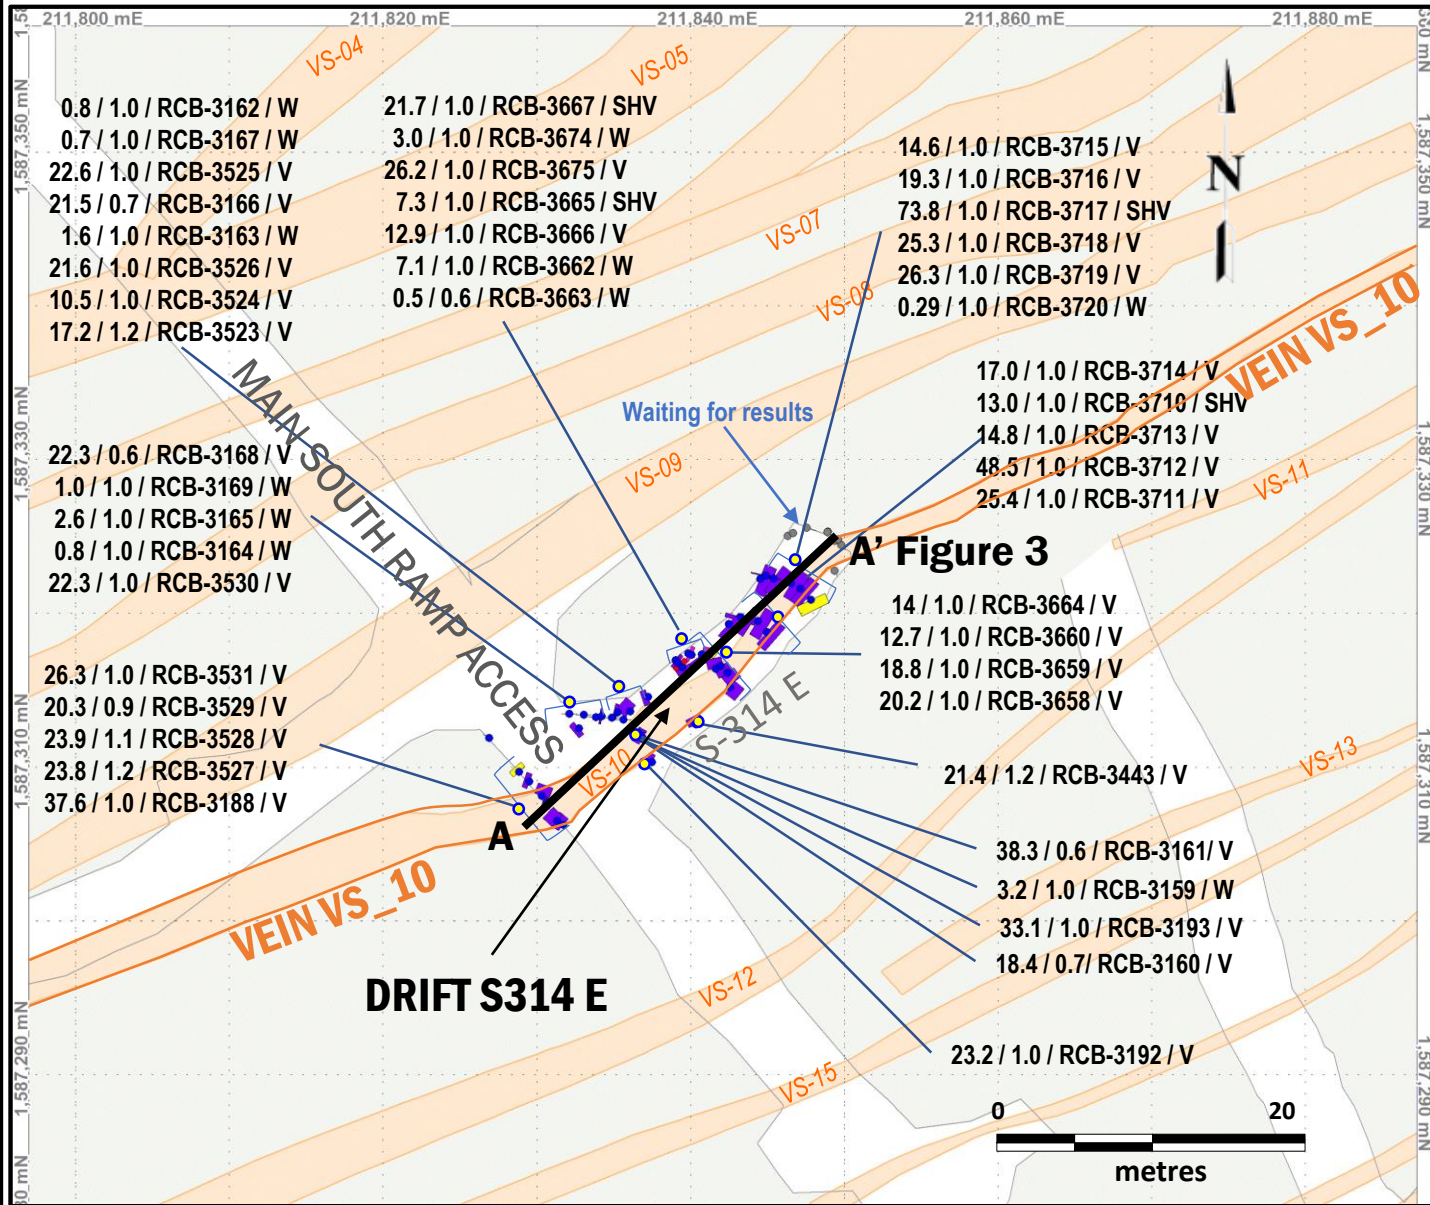 211,800 mE
211,820 mE
211,840 mE
211,860 mE
211,880 mE
VS-04
VS-05
0.8 / 1.0 / RCB-3162 / W
0.7 / 1.0 / RCB-3167 / W
22.6 / 1.0 / RCB-3525 / V
21.5 / 0.7 / RCB-3166 / V
1.6 / 1.0 / RCB-3163 / W
21.6 / 1.0 / RCB-3526 / V
10.5 / 1.0 / RCB-3524 / V
17.2 / 1.2 / RCB-3523 / V
21.7 / 1.0 / RCB-3667 / SHV
3.0 / 1.0 / RCB-3674 / W
26.2 / 1.0 / RCB-3675 / V
7.3 / 1.0 / RCB-3665 / SHV
12.9 / 1.0 / RCB-3666 / V
7.1 / 1.0 / RCB-3662 / W
0.5 / 0.6 / RCB-3663 / W
14.6 / 1.0 / RCB-3715 / V
19.3 / 1.0 / RCB-3716 / V
73.8 / 1.0 / RCB-3717 / SHV
25.3 / 1.0 / RCB-3718 / V
26.3 / 1.0 / RCB-3719 / V
0.29 / 1.0 / RCB-3720 / W
N
1,587,350 mN
1,587,350 mN
VS-07
VS-08
VEIN VS_10
17.0 / 1.0 / RCB-3714 / V
13.0 / 1.0 / RCB-3710 / SHV
14.8 / 1.0 / RCB-3713 / V
48.5 / 1.0 / RCB-3712 / V
25.4 / 1.0 / RCB-3711 / V
Waiting for results
MAIN SOUTH RAMP ACCESS
1,587,330 mN
1,587,330 mN
VS-09
VS-11
22.3 / 0.6 / RCB-3168 / V
1.0 / 1.0 / RCB-3169 / W
2.6 / 1.0 / RCB-3165 / W
0.8 / 1.0 / RCB-3164 / W
22.3 / 1.0 / RCB-3530 / V
A' Figure 3
14 / 1.0 / RCB-3664 / V
12.7 / 1.0 / RCB-3660 / V
18.8 / 1.0 / RCB-3659 / V
20.2 / 1.0 / RCB-3658 / V
26.3 / 1.0 / RCB-3531 / V
20.3 / 0.9 / RCB-3529 / V
23.9 / 1.1 / RCB-3528 / V
23.8 / 1.2 / RCB-3527 / V
37.6 / 1.0 / RCB-3188 / V
1,587,310 mN
1,587,310 mN
S-314 E
VS-10
VS-13
21.4 / 1.2 / RCB-3443 / V
A
38.3 / 0.6 / RCB-3161/ V
3.2 / 1.0 / RCB-3159 / W
33.1 / 1.0 / RCB-3193 / V
18.4 / 0.7/ RCB-3160 / V
VEIN VS_10
DRIFT S314 E
VS-12
23.2 / 1.0 / RCB-3192 / V
1,587,290 mN
1,587,290 mN
VS-15
0 20
metres